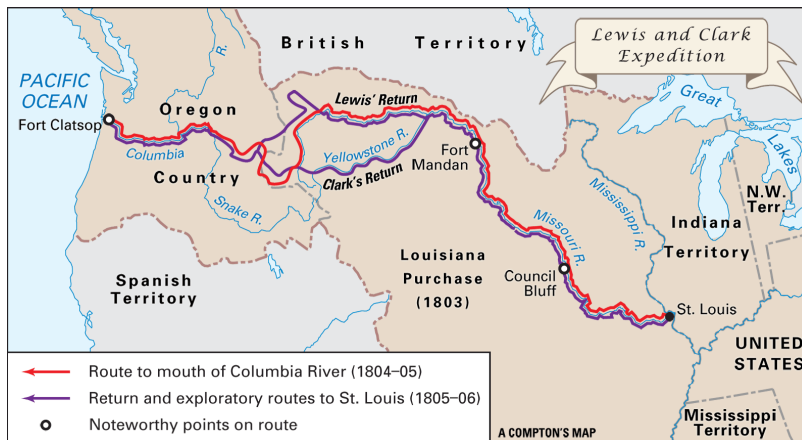 Lewis and Clark
Expedition
British Territory
PACIFIC
OCEAN
Fort Clatsop
Oregon
R.
Columbia
Country
Snake R.
Lewis' Return
Yellowstone R.
Clark's Return
Fort
Mandan
Great
Lakes
N.W.
Terr.
Mississippi R.
Indiana
Territory
Missouri R.
Louisiana
Purchase
(1803)
Council
Bluff
St. Louis
Spanish
Territory
UNITED
STATES
Mississippi
Territory
Route to mouth of Columbia River (1804–05)
Return and exploratory routes to St. Louis (1805–06)
Noteworthy points on route
A COMPTON'S MAP